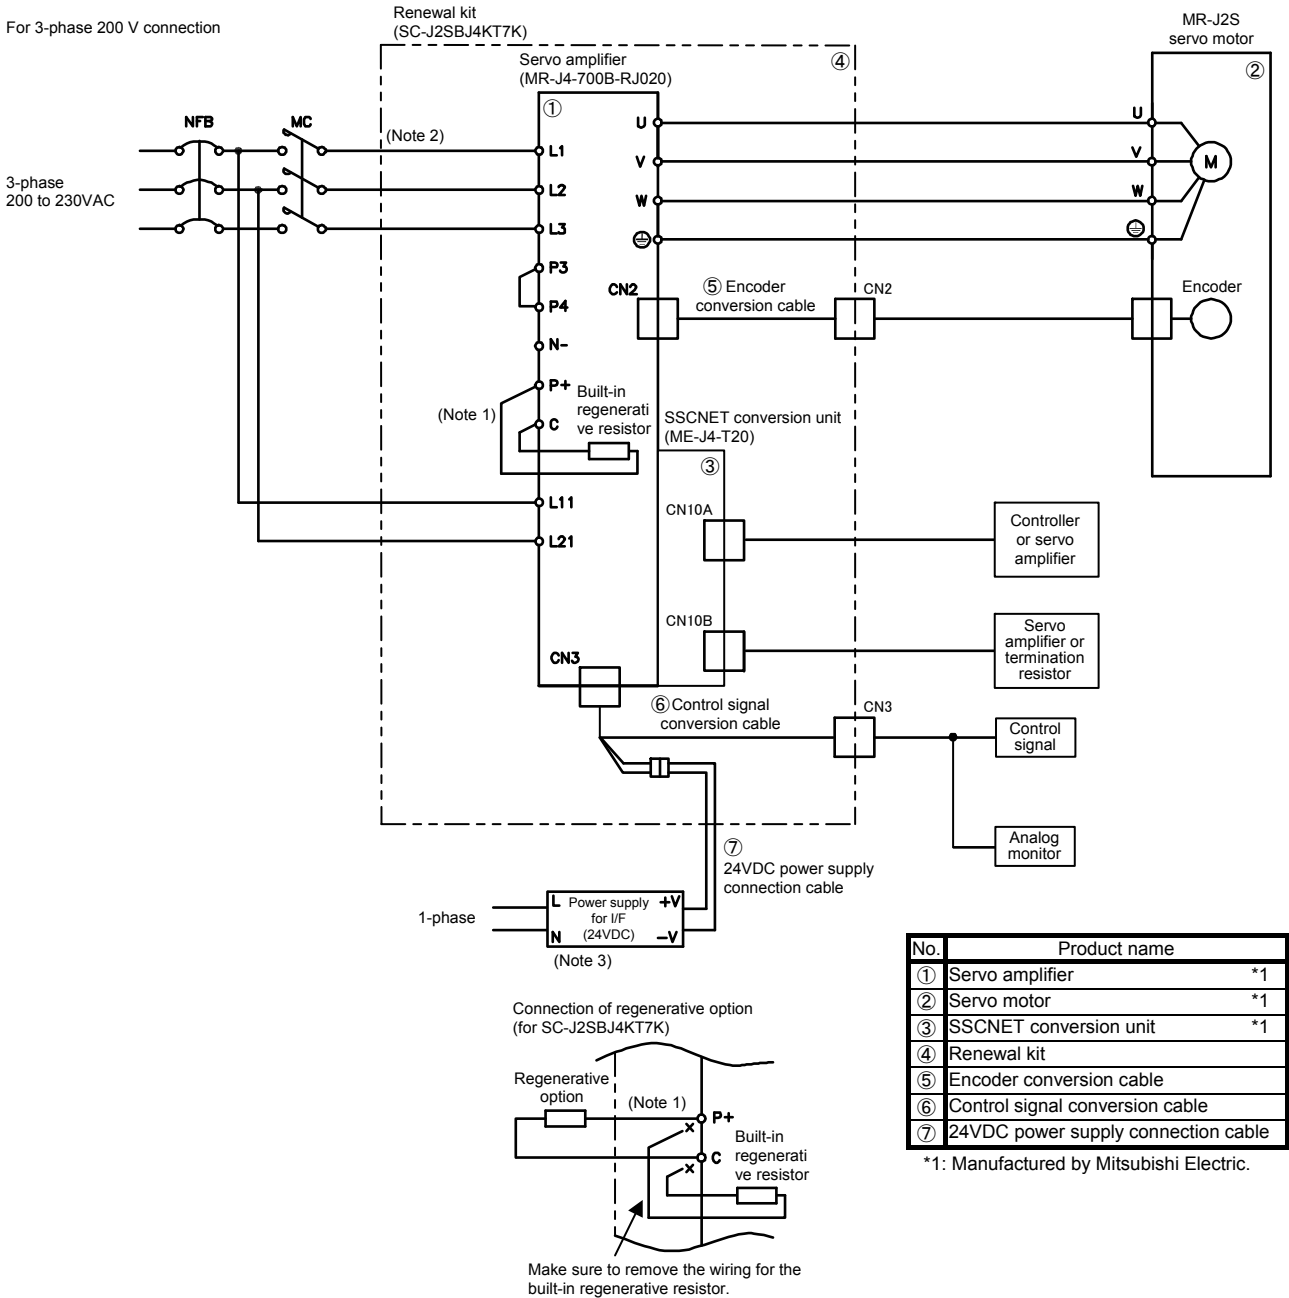 For 3-phase 200 V connection
Renewal kit
(SC-J2SBJ4KT7K)
④
Servo amplifier
(MR-J4-700B-RJ020)
①
MR-J2S
servo motor
②
NFB
MC
(Note 2)
3-phase
200 to 230VAC
L1
L2
L3
P3
P4
N-
P+
C
L11
L21
U
V
W
U
V
W
M
CN2
⑤ Encoder
conversion cable
CN2
Encoder
(Note 1)
Built-in
regenerati
ve resistor
SSCNET conversion unit
(ME-J4-T20)
③
CN10A
Controller
or servo
amplifier
CN10B
Servo
amplifier or
termination
resistor
CN3
⑥ Control signal
conversion cable
CN3
Control
signal
Analog
monitor
⑦
24VDC power supply
connection cable
1-phase
L
N
Power supply
for I/F
(24VDC)
+V
-V
(Note 3)
Connection of regenerative option
(for SC-J2SBJ4KT7K)
Regenerative
option
(Note 1)
P+
C
Built-in
regenerati
ve resistor
Make sure to remove the wiring for the
built-in regenerative resistor.
No. Product name
① Servo amplifier *1
② Servo motor *1
③ SSCNET conversion unit *1
④ Renewal kit
⑤ Encoder conversion cable
⑥ Control signal conversion cable
⑦ 24VDC power supply connection cable
*1: Manufactured by Mitsubishi Electric.